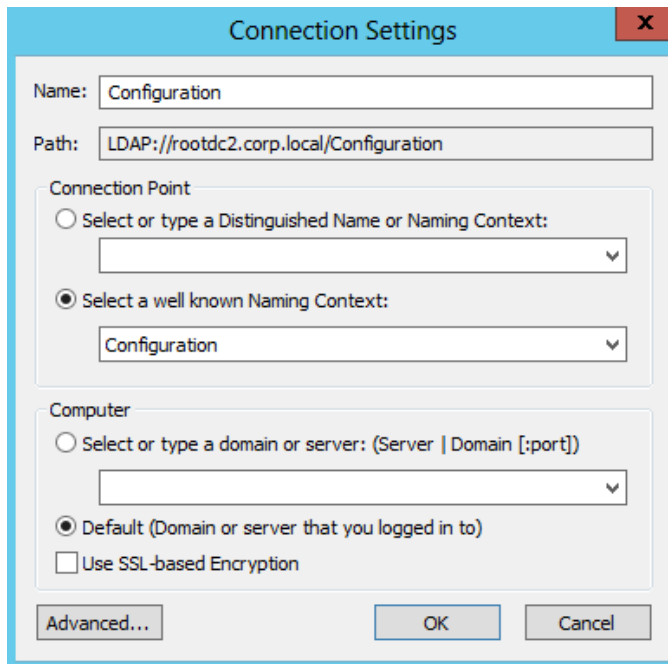 Connection Settings
x
Name: Configuration
Path: LDAP://rootdc2.corp.local/Configuration
Connection Point
Select or type a Distinguished Name or Naming Context:
Select a well known Naming Context:
Configuration
Computer
Select or type a domain or server: (Server | Domain [:port])
Default (Domain or server that you logged in to)
Use SSL-based Encryption
Advanced... OK Cancel